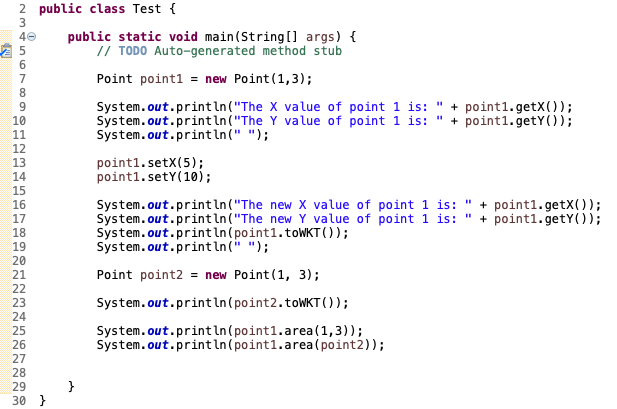 2 public class Test {
3
4 public static void main(String[] args) {
5 // TODO Auto-generated method stub
6
7 Point point1 = new Point(1,3);
8
9 System.out.println("The X value of point 1 is: " + point1.getX());
10 System.out.println("The Y value of point 1 is: " + point1.getY());
11 System.out.println(" ");
12
13 point1.setX(5);
14 point1.setY(10);
15
16 System.out.println("The new X value of point 1 is: " + point1.getX());
17 System.out.println("The new Y value of point 1 is: " + point1.getY());
18 System.out.println(point1.toWKT());
19 System.out.println(" ");
20
21 Point point2 = new Point(1, 3);
22
23 System.out.println(point2.toWKT());
24
25 System.out.println(point1.area(1,3));
26 System.out.println(point1.area(point2));
27
28
29 }
30 }